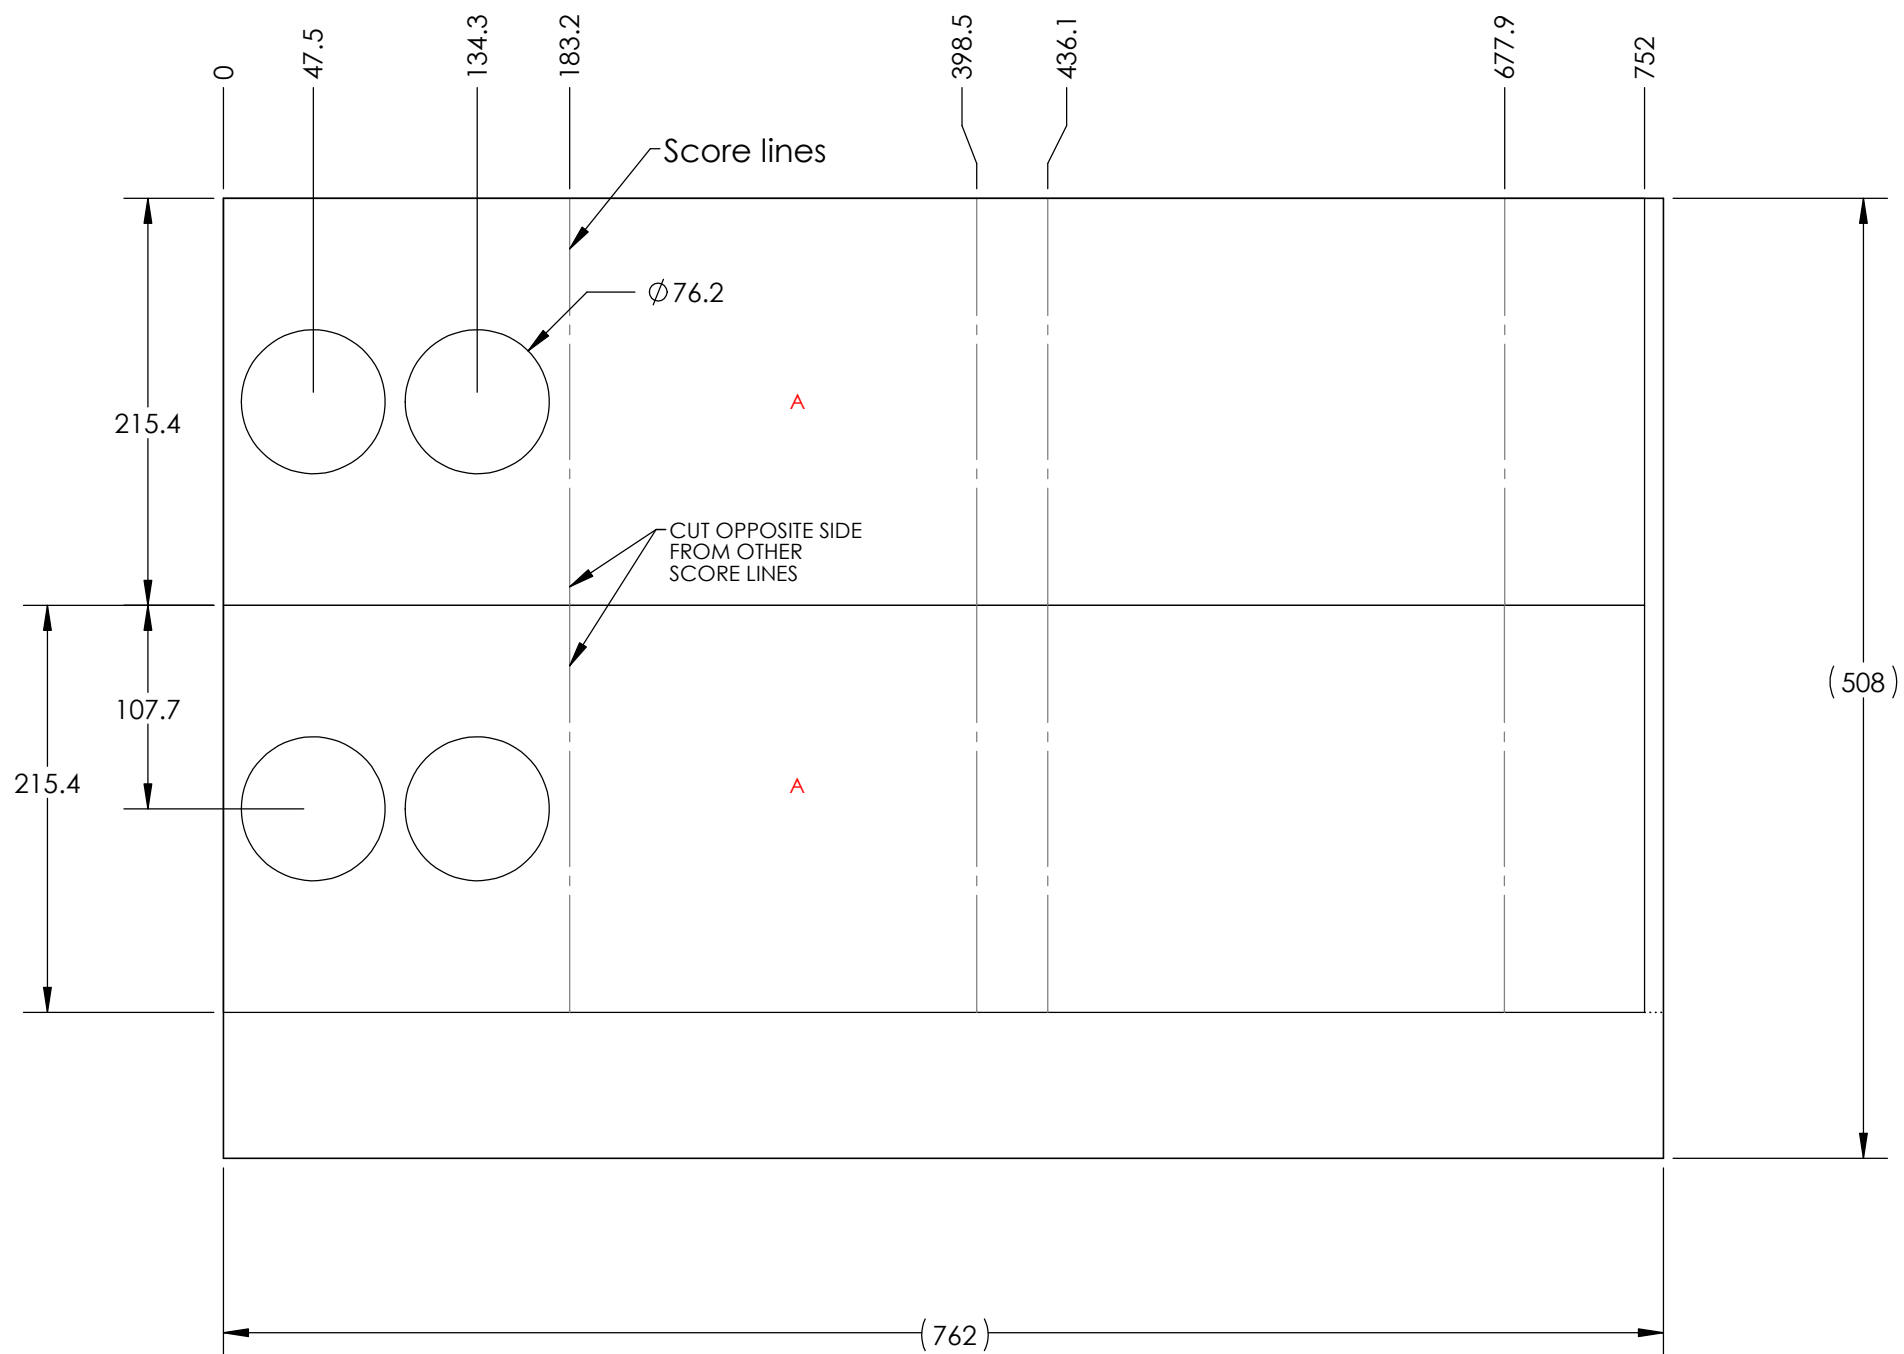 0
47.5
134.3
183.2
398.5
436.1
677.9
752
Score lines
⌀76.2
A
215.4
CUT OPPOSITE SIDE
FROM OTHER
SCORE LINES
(508)
107.7
215.4
A
(762)